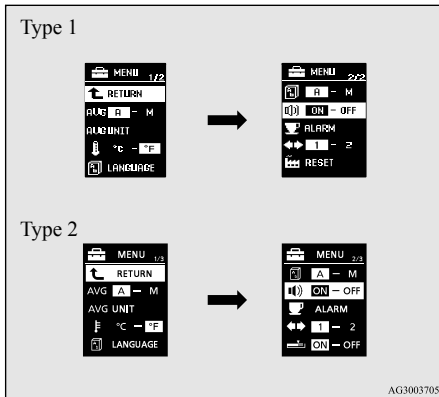 Type 1
MENU 1/2
RETURN
AVG A - M
AVG UNIT
°C - °F
LANGUAGE
MENU 2/2
A - M
ON - OFF
ALARM
1 - 2
RESET
Type 2
MENU 1/3
RETURN
AVG A - M
AVG UNIT
°C - °F
LANGUAGE
MENU 2/3
A - M
ON - OFF
ALARM
1 - 2
ON - OFF
AG3003705